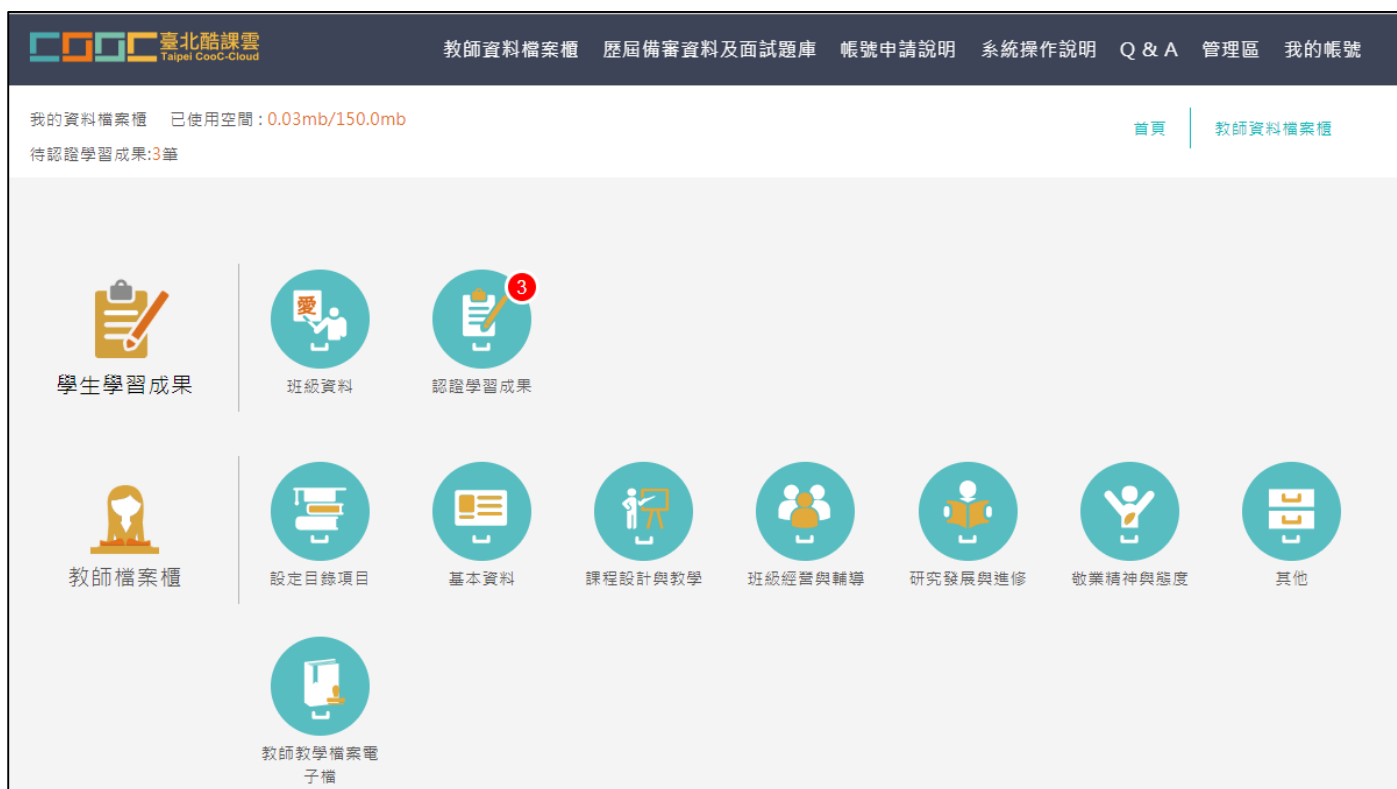 COOC 臺北酷課雲
Taipei CooC-Cloud
教師資料檔案櫃 歷屆備審資料及面試題庫 帳號申請說明 系統操作說明 Q & A 管理區 我的帳號
我的資料檔案櫃 已使用空間 : 0.03mb/150.0mb
首頁 教師資料檔案櫃
待認證學習成果:3筆
愛
3
學生學習成果
班級資料 認證學習成果
教師檔案櫃
設定目錄項目 基本資料 課程設計與教學 班級經營與輔導 研究發展與進修 敬業精神與態度 其他
教師教學檔案電
子檔